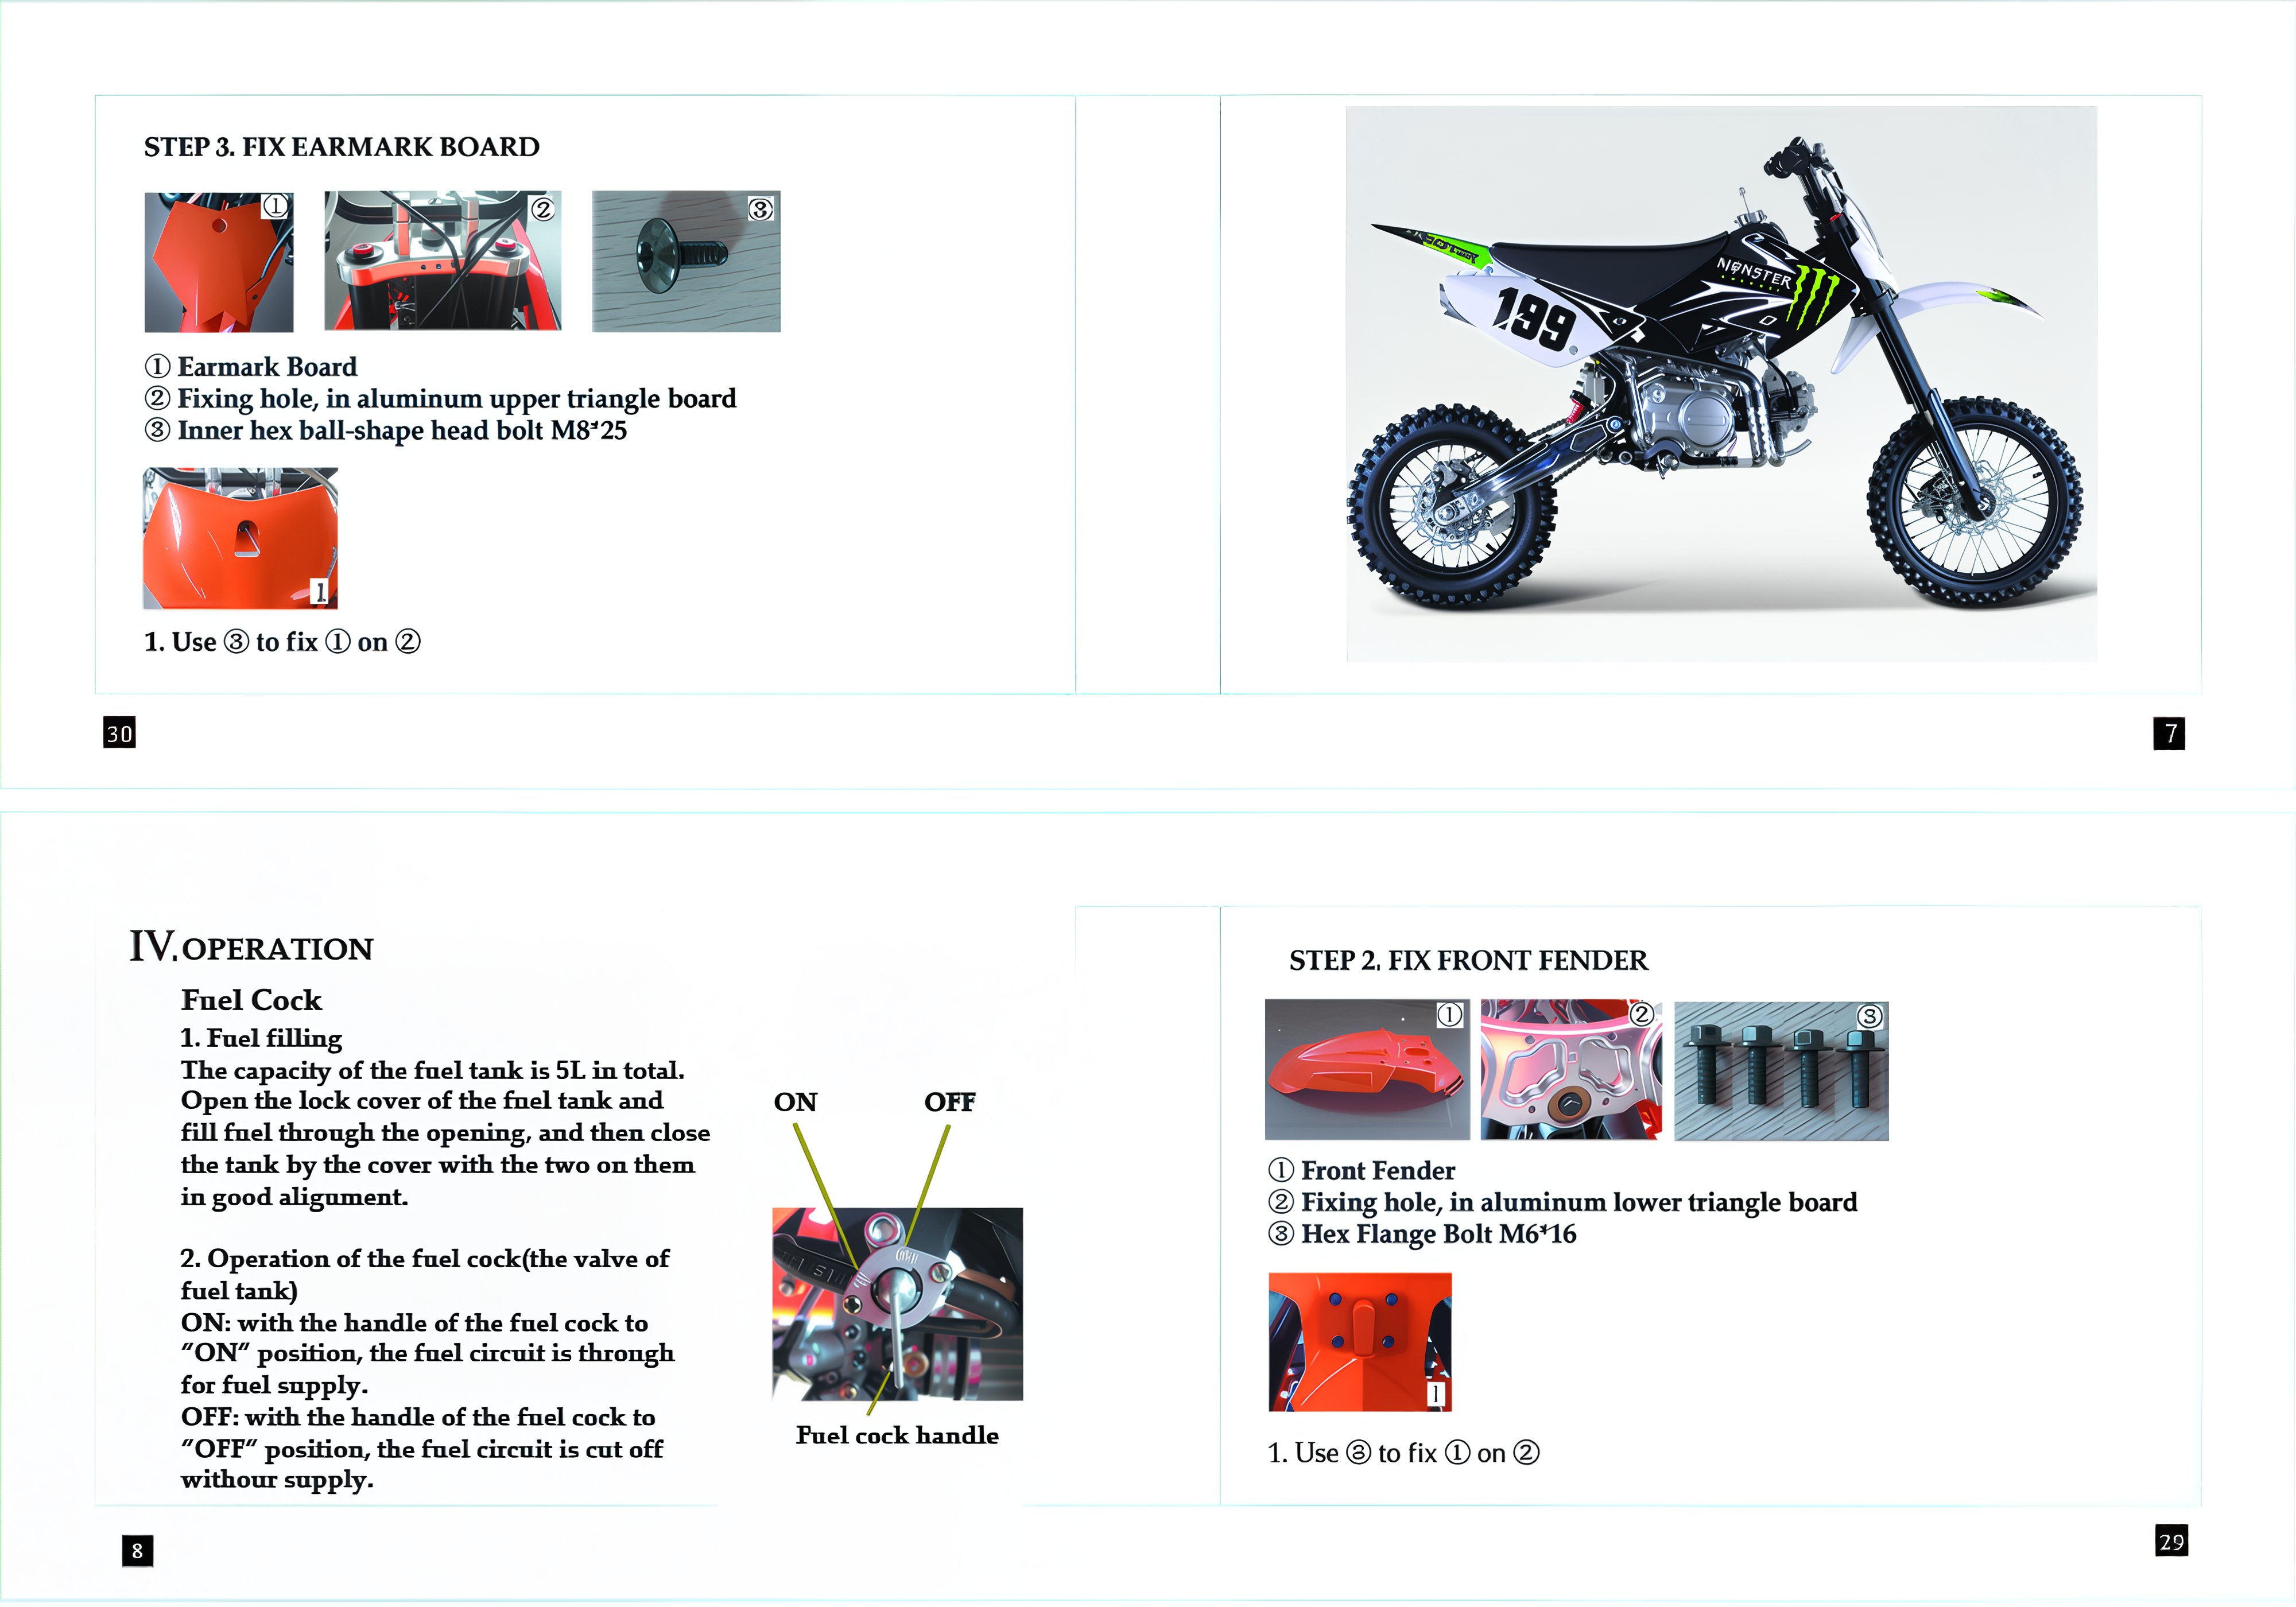 STEP 3. FIX EARMARK BOARD
①
②
③
① Earmark Board
② Fixing hole, in aluminum upper triangle board
③ Inner hex ball-shape head bolt M8*25
1
1. Use ③ to fix ① on ②
30
MONSTER
199
7
IV. OPERATION
Fuel Cock
1. Fuel filling
The capacity of the fuel tank is 5L in total.
Open the lock cover of the fuel tank and
fill fuel through the opening, and then close
the tank by the cover with the two on them
in good aligument.
2. Operation of the fuel cock(the valve of
fuel tank)
ON: with the handle of the fuel cock to
"ON" position, the fuel circuit is through
for fuel supply.
OFF: with the handle of the fuel cock to
"OFF" position, the fuel circuit is cut off
withour supply.
ON
OFF
Fuel cock handle
8
STEP 2. FIX FRONT FENDER
①
②
③
① Front Fender
② Fixing hole, in aluminum lower triangle board
③ Hex Flange Bolt M6*16
1
1. Use ③ to fix ① on ②
29